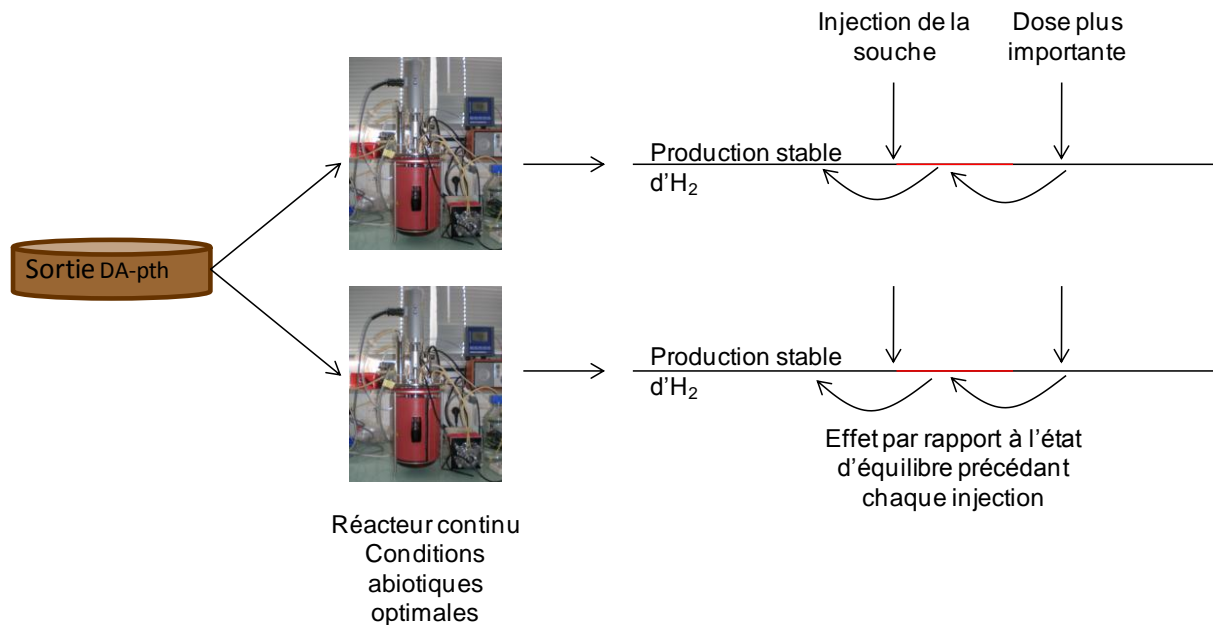 Injection de la
souche
Dose plus
importante
Production stable
d'H₂
Sortie DA-pth
Production stable
d'H₂
Effet par rapport à l'état
d'équilibre précédant
chaque injection
Réacteur continu
Conditions
abiotiques
optimales